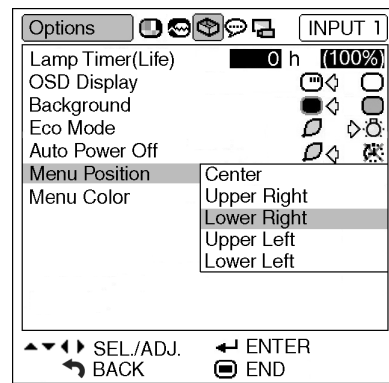 Options INPUT 1
Lamp Timer(Life) 0 h (100%)
OSD Display
Background
Eco Mode
Auto Power Off
Menu Position Center
Menu Color Upper Right
Lower Right
Upper Left
Lower Left
SEL./ADJ. ENTER
BACK END